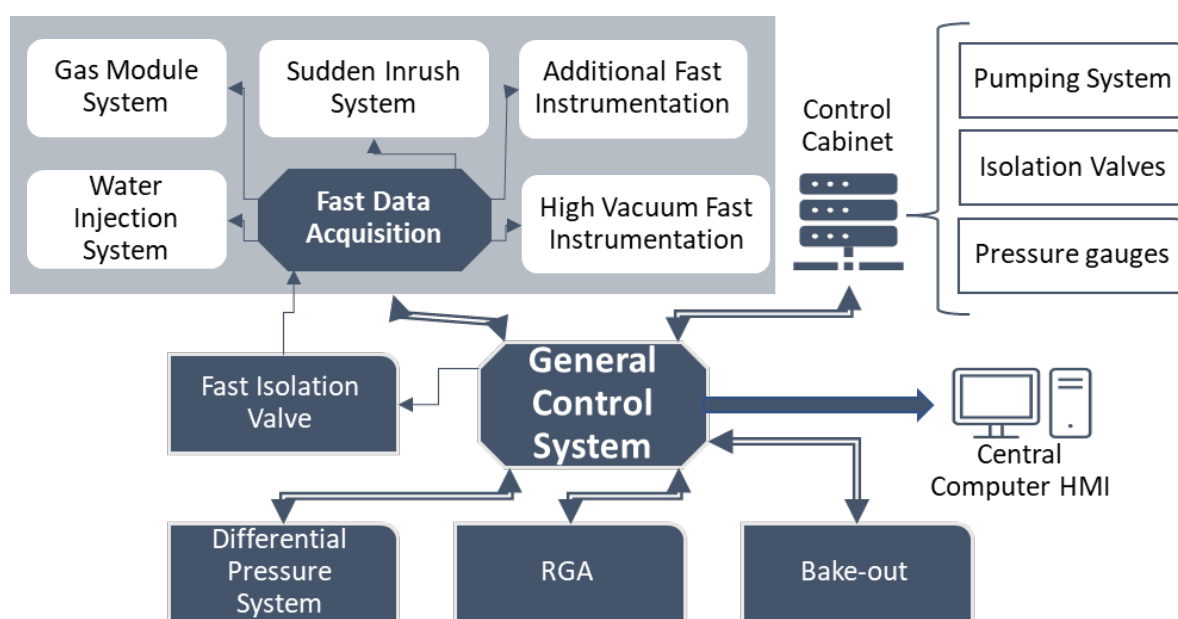 Gas Module
System
Sudden Inrush
System
Additional Fast
Instrumentation
Water
Injection
System
Fast Data
Acquisition
High Vacuum Fast
Instrumentation
Control
Cabinet
Pumping System
Isolation Valves
Pressure gauges
Fast Isolation
Valve
General
Control
System
Central
Computer HMI
Differential
Pressure
System
RGA
Bake-out